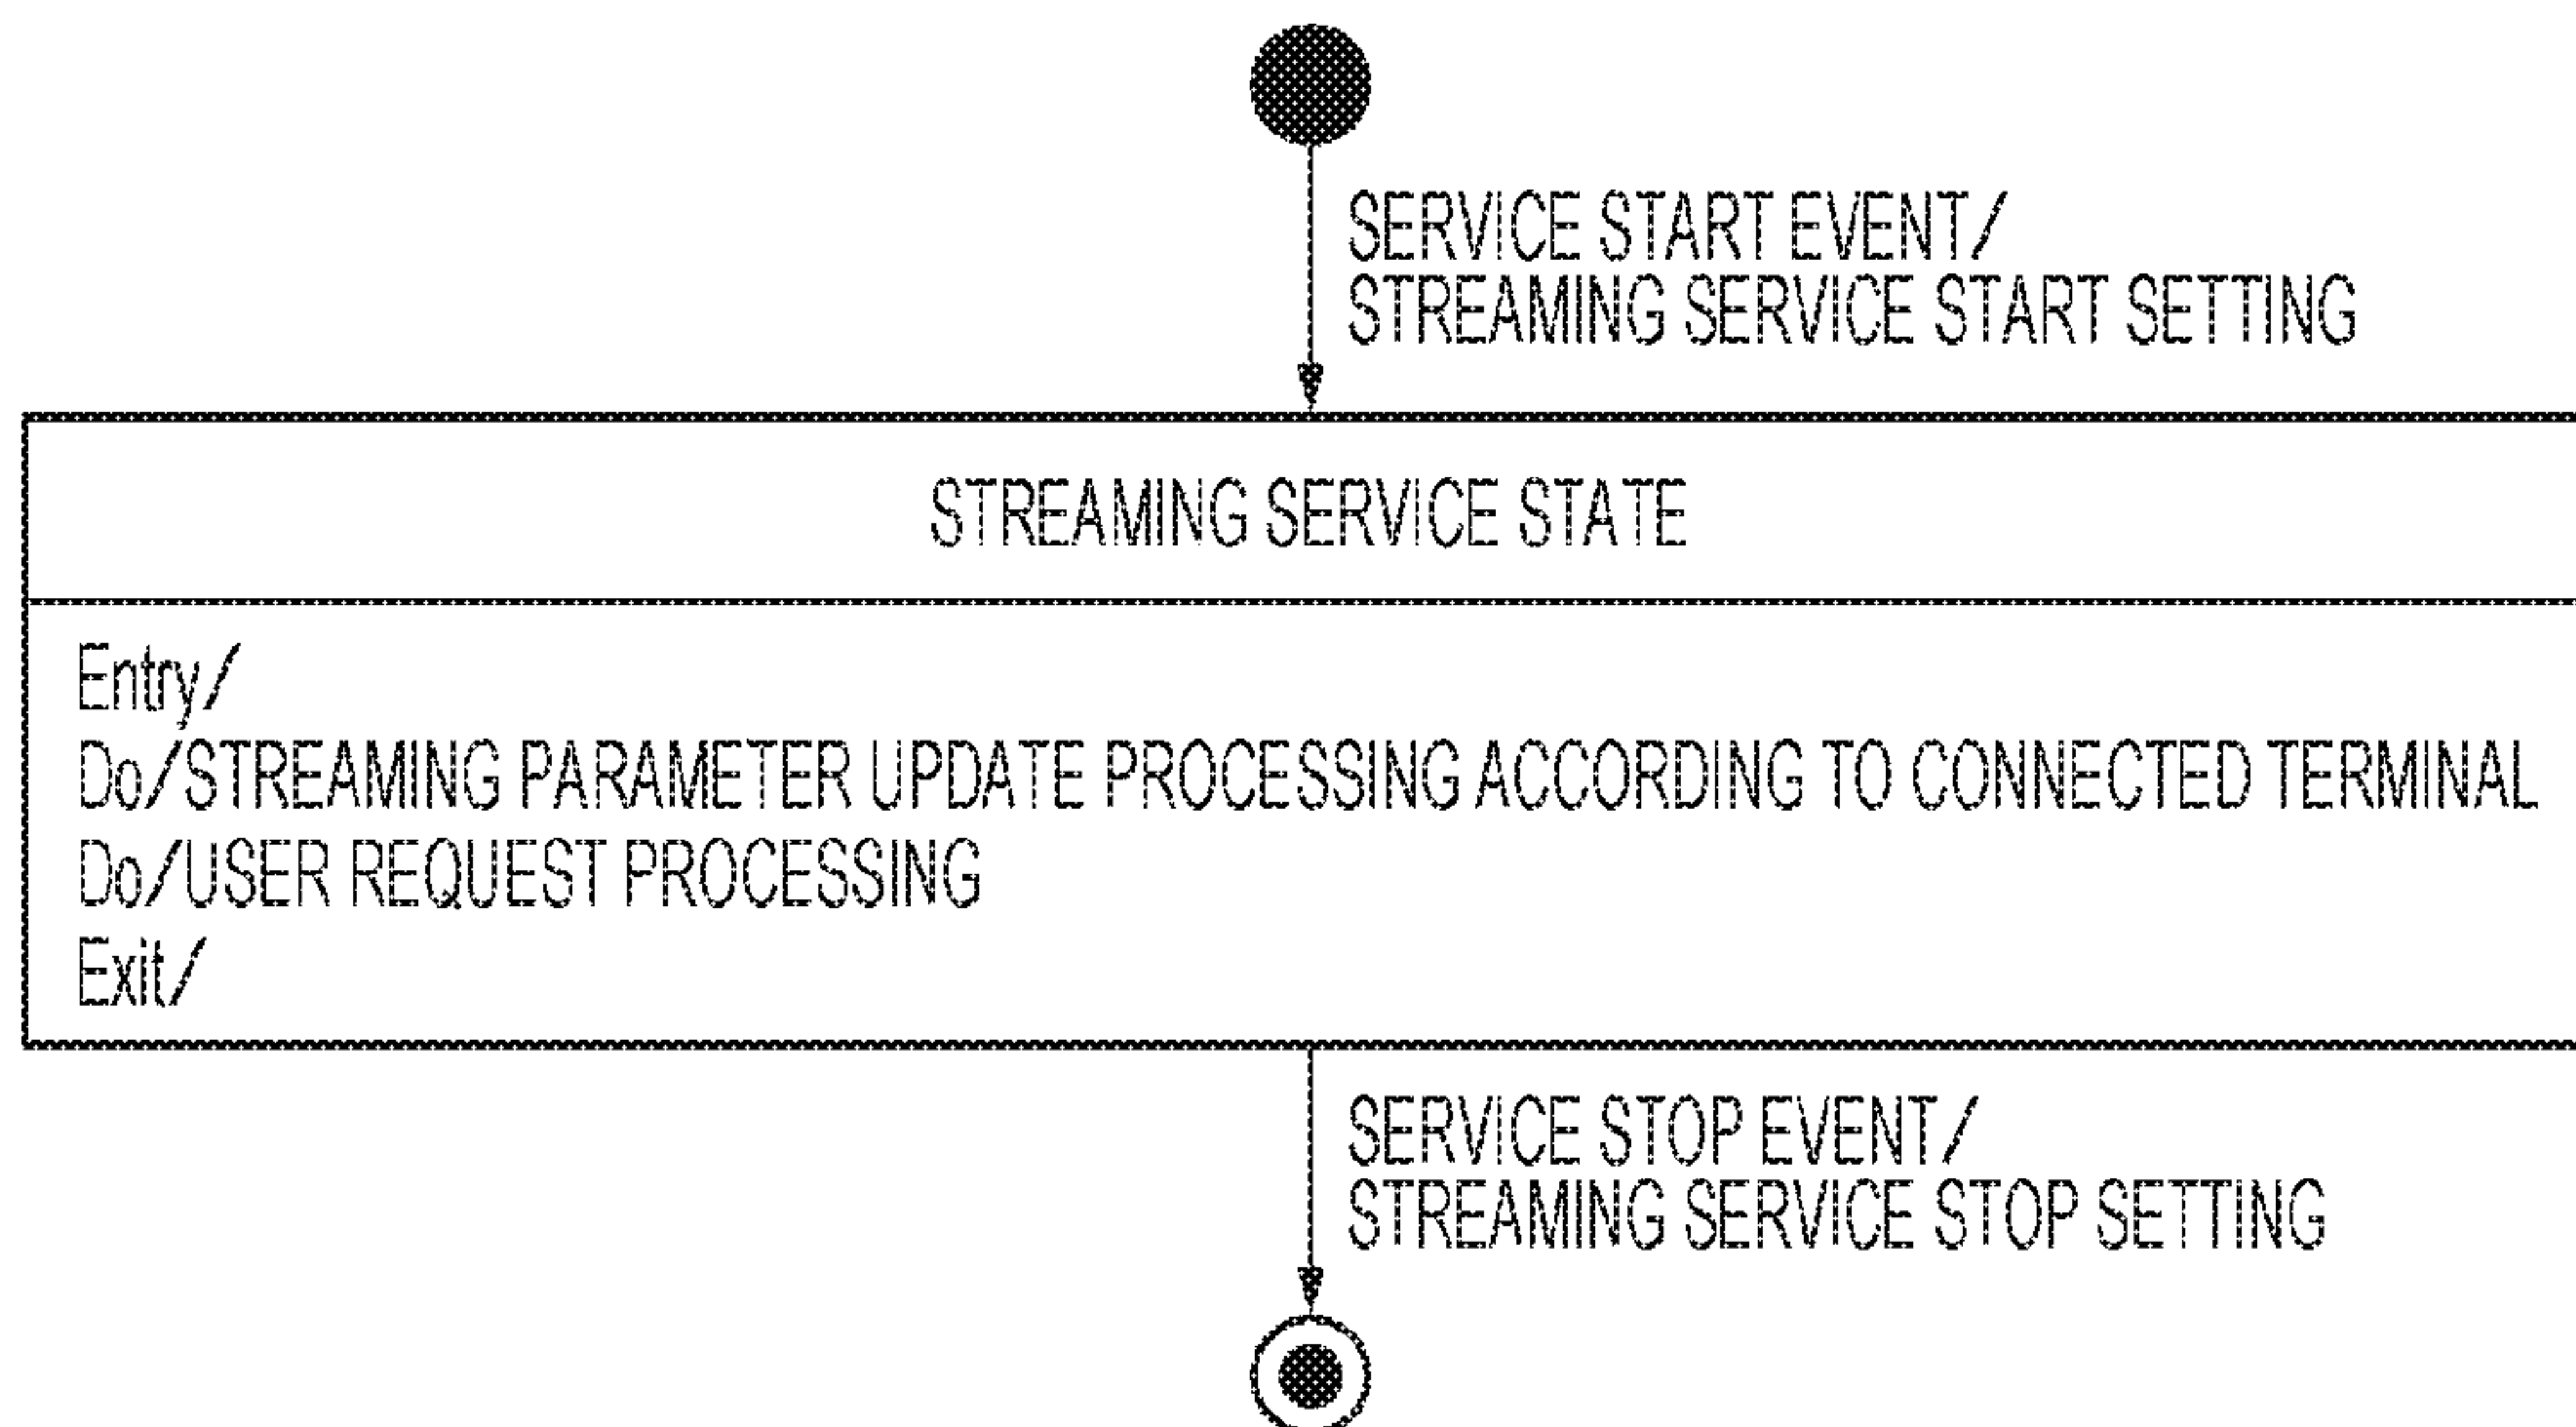 SERVICE START EVENT/
STREAMING SERVICE START SETTING
STREAMING SERVICE STATE
Entry/
Do/STREAMING PARAMETER UPDATE PROCESSING ACCORDING TO CONNECTED TERMINAL
Do/USER REQUEST PROCESSING
Exit/
SERVICE STOP EVENT/
STREAMING SERVICE STOP SETTING